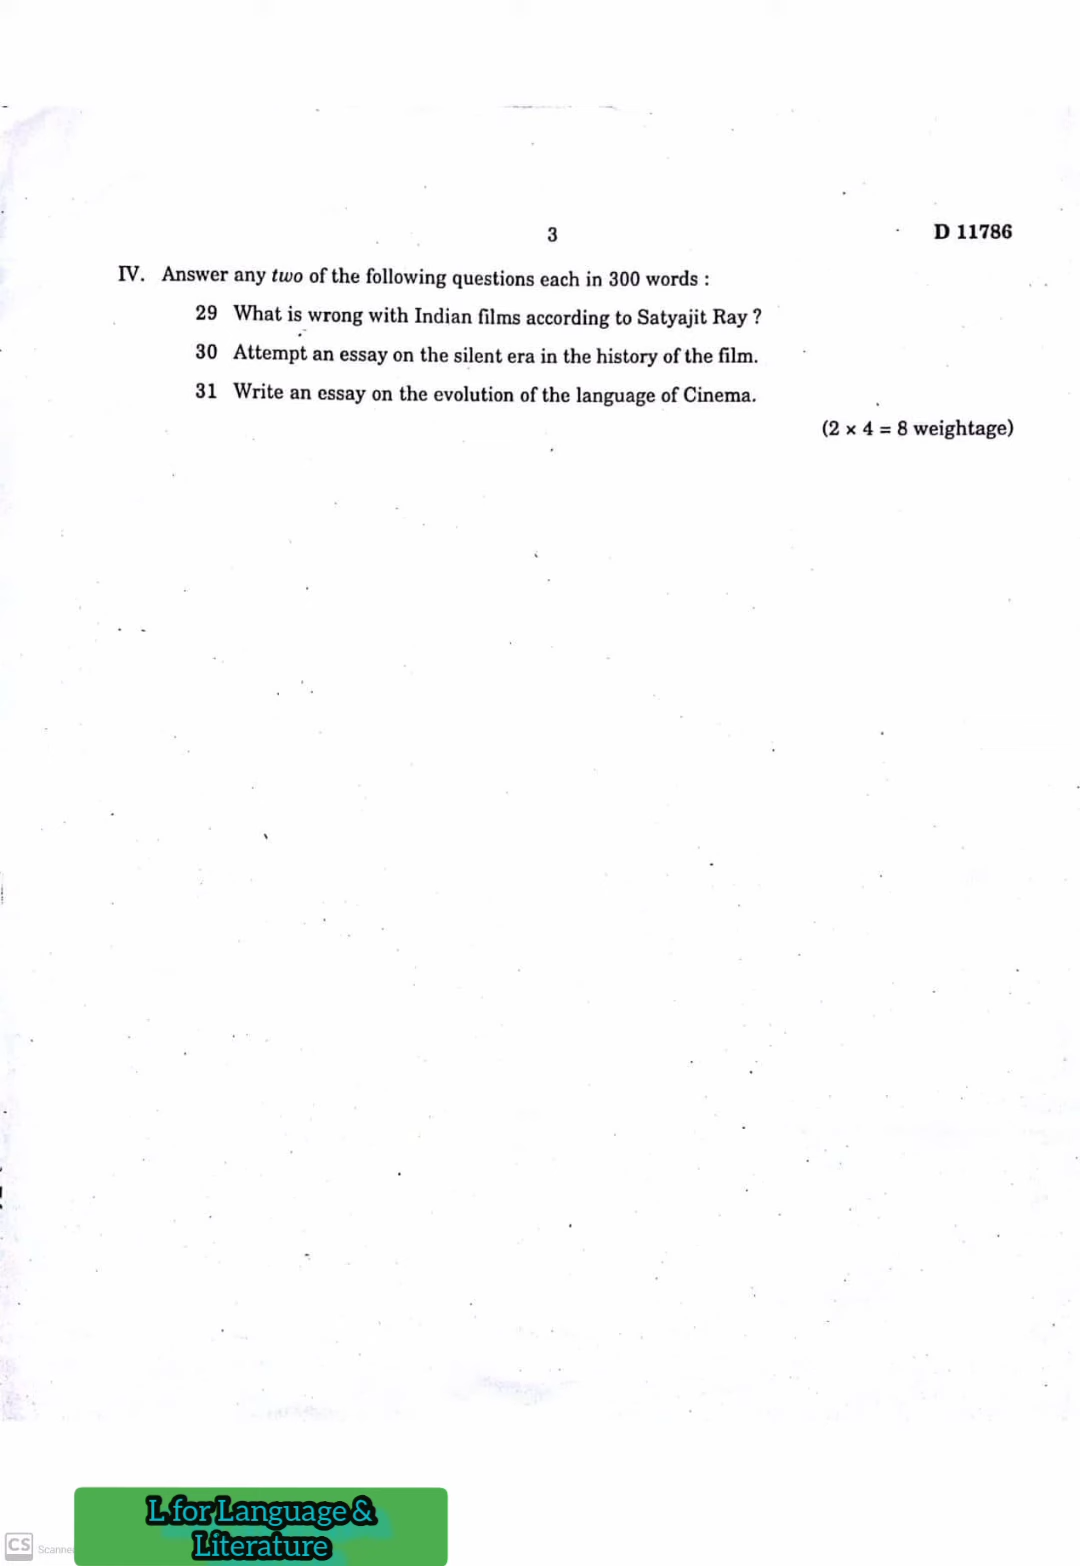 3
D 11786
IV. Answer any two of the following questions each in 300 words :
29 What is wrong with Indian films according to Satyajit Ray ?
30 Attempt an essay on the silent era in the history of the film.
31 Write an essay on the evolution of the language of Cinema.
(2 × 4 = 8 weightage)
L for Language &
Literature
CS